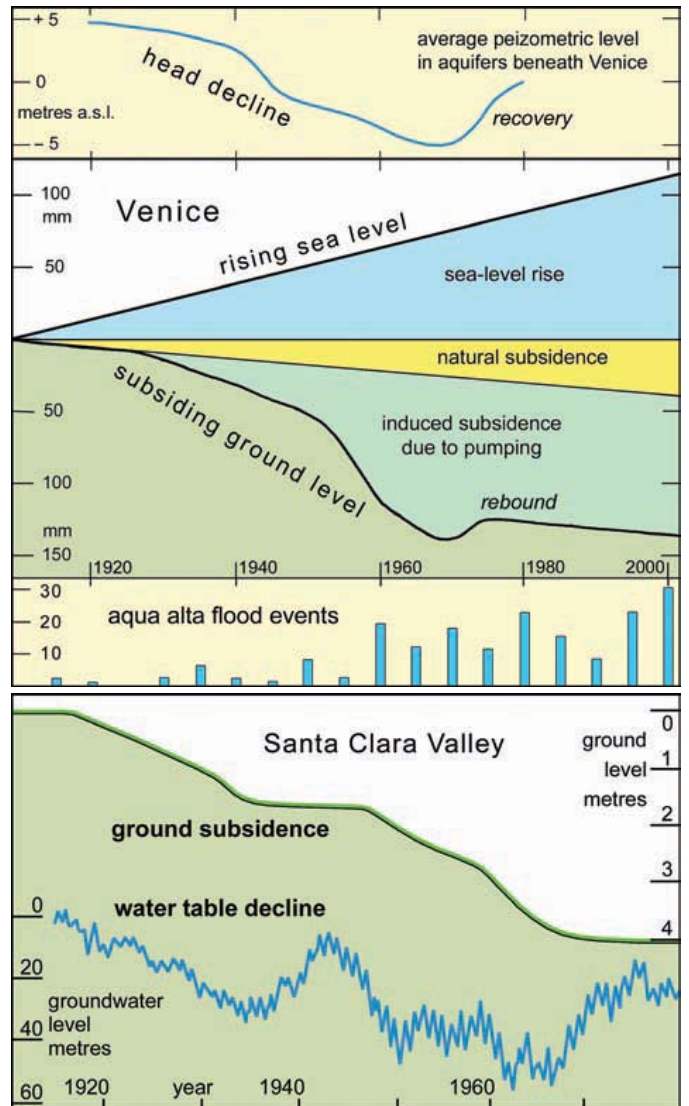 + 5
0
metres a.s.l.
– 5
head decline
average peizometric level
in aquifers beneath Venice
recovery
100
mm
50
Venice
rising sea level
sea-level rise
natural subsidence
50
100
mm
150
subsiding ground level
induced subsidence
due to pumping
rebound
1920 1940 1960 1980 2000
30
20
10
aqua alta flood events
Santa Clara Valley
ground
level
metres
0
1
2
3
4
ground subsidence
water table decline
0
20
40
60
groundwater
level
metres
1920 year 1940 1960